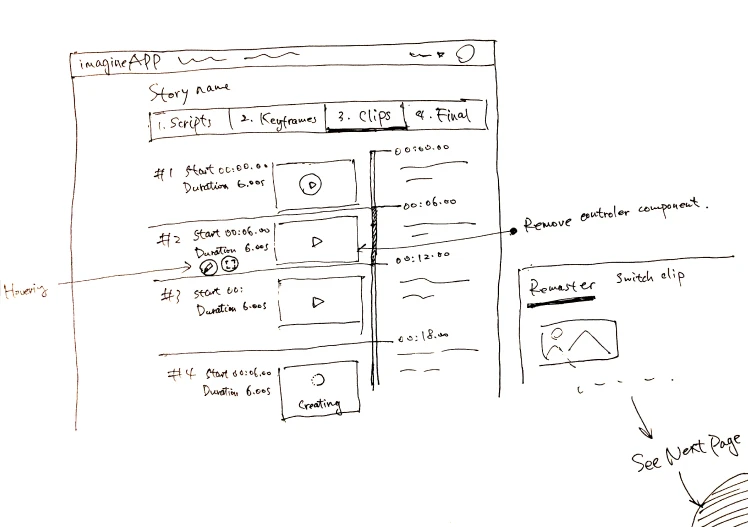 imagineAPP
Story name
1. Scripts
2. Keyframes
3. Clips
4. Final
#1 Start 00:00.00
Duration 6.00s
00:00.00
#2 Start 00:06.00
Duration 6.00s
00:06.00
Remove controler component.
Hovering
#3 Start 00:
Duration 6.00s
00:12.00
Remaster Switch clip
#4 Start 00:06.00
Duration 6.00s
Creating
00:18.00
See Next Page